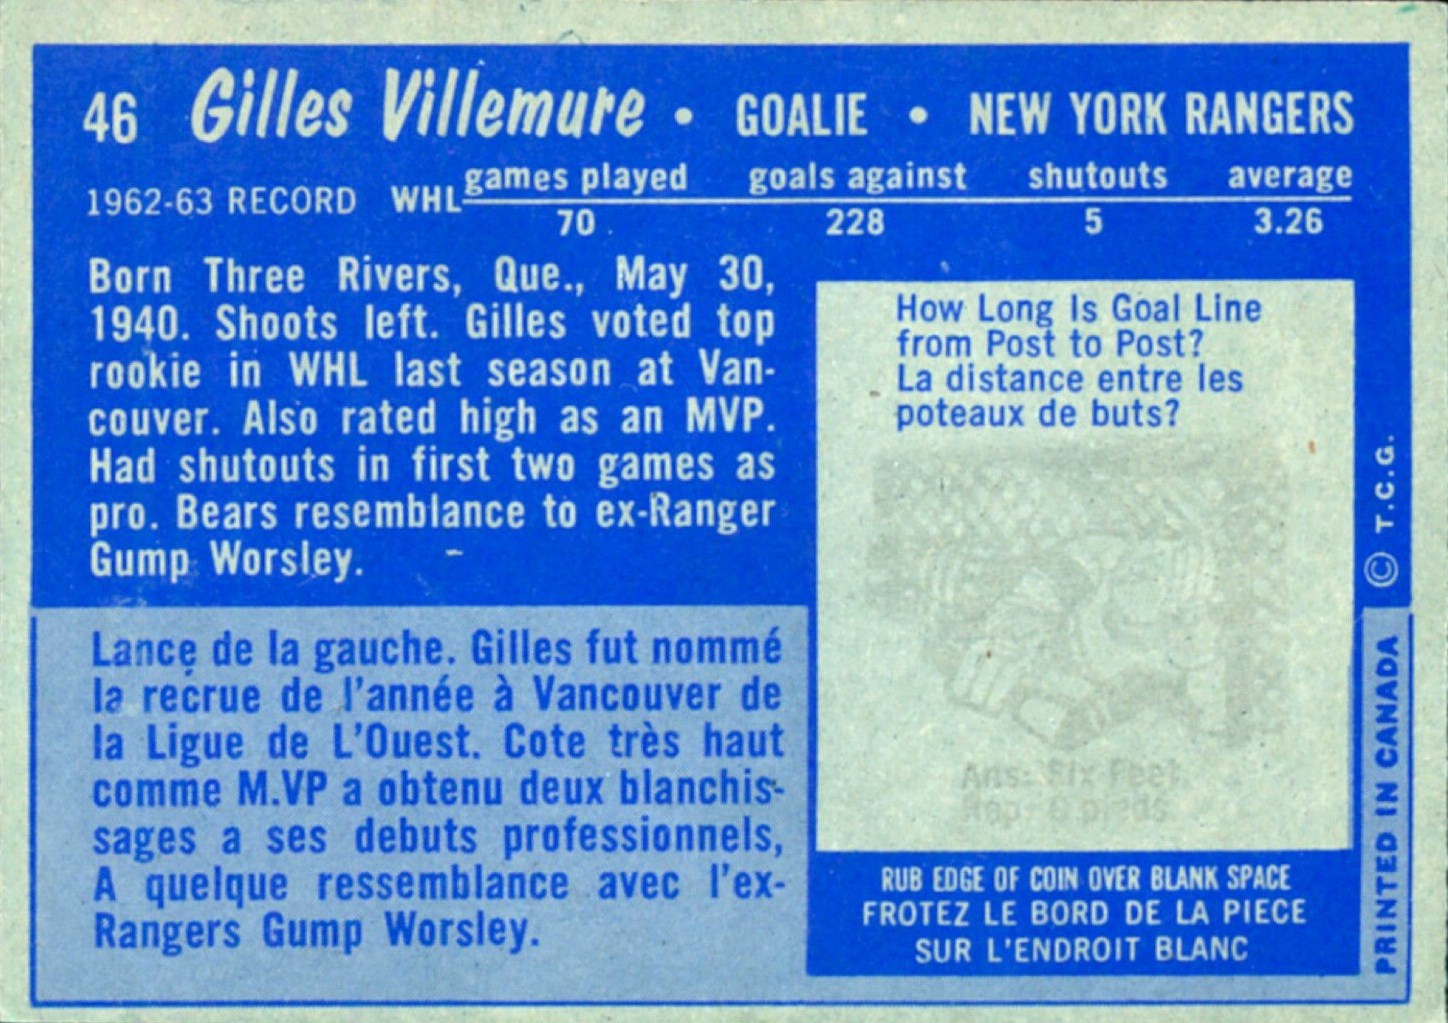 46 Gilles Villemure • GOALIE • NEW YORK RANGERS
games played goals against shutouts average
1962-63 RECORD WHL
70 228 5 3.26
Born Three Rivers, Que., May 30,
1940. Shoots left. Gilles voted top
rookie in WHL last season at Van-
couver. Also rated high as an MVP.
Had shutouts in first two games as
pro. Bears resemblance to ex-Ranger
Gump Worsley.
Lance de la gauche. Gilles fut nommé
la recrue de l'année à Vancouver de
la Ligue de L'Ouest. Cote très haut
comme M.VP a obtenu deux blanchis-
sages a ses debuts professionnels,
A quelque ressemblance avec l'ex-
Rangers Gump Worsley.
How Long Is Goal Line
from Post to Post?
La distance entre les
poteaux de buts?
Ans: Six Feet
Rep- 6 pieds
RUB EDGE OF COIN OVER BLANK SPACE
FROTEZ LE BORD DE LA PIECE
SUR L'ENDROIT BLANC
© T.C.G.
PRINTED IN CANADA